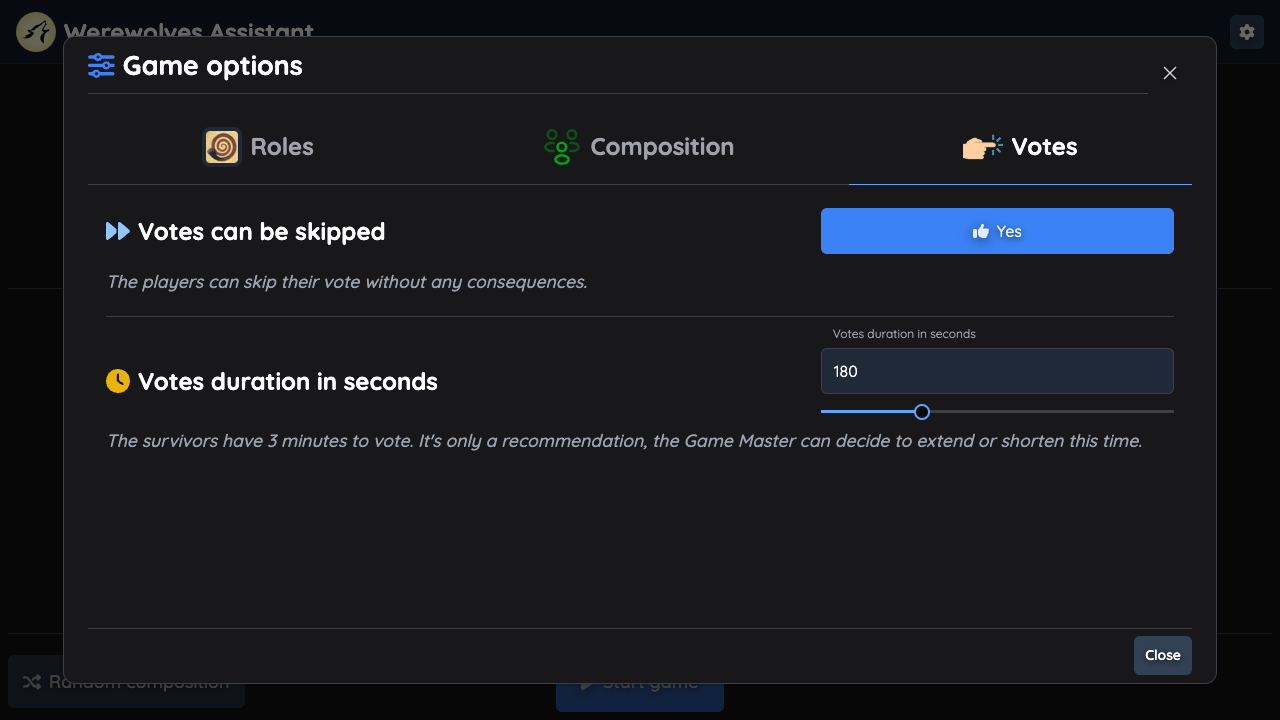 Werewolves Assistant
Game options
Roles
Composition
Votes
Votes can be skipped
Yes
The players can skip their vote without any consequences.
Votes duration in seconds
Votes duration in seconds
180
The survivors have 3 minutes to vote. It's only a recommendation, the Game Master can decide to extend or shorten this time.
Close
Random composition
Start game